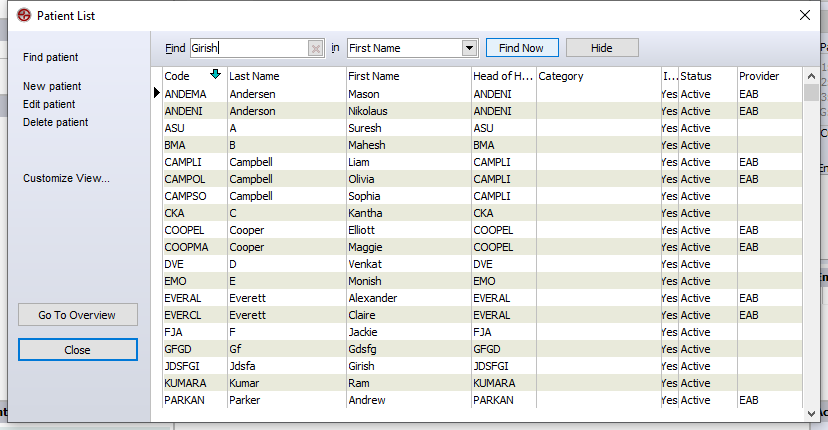 Patient List
Find patient
New patient
Edit patient
Delete patient
Customize View...
Go To Overview
Close
Find Girish in First Name Find Now Hide
Code Last Name First Name Head of H... Category I... Status Provider
ANDEMA Andersen Mason ANDENI Yes Active EAB
ANDENI Anderson Nikolaus ANDENI Yes Active EAB
ASU A Suresh ASU Yes Active
BMA B Mahesh BMA Yes Active
CAMPLI Campbell Liam CAMPLI Yes Active EAB
CAMPOL Campbell Olivia CAMPLI Yes Active EAB
CAMPSO Campbell Sophia CAMPLI Yes Active
CKA C Kantha CKA Yes Active
COOPEL Cooper Elliott COOPEL Yes Active EAB
COOPMA Cooper Maggie COOPEL Yes Active EAB
DVE D Venkat DVE Yes Active
EMO E Monish EMO Yes Active
EVERAL Everett Alexander EVERAL Yes Active EAB
EVERCL Everett Claire EVERAL Yes Active EAB
FJA F Jackie FJA Yes Active
GFGD Gf Gdsfg GFGD Yes Active
JDSFGI Jdsfa Girish JDSFGI Yes Active
KUMARA Kumar Ram KUMARA Yes Active
PARKAN Parker Andrew PARKAN Yes Active EAB